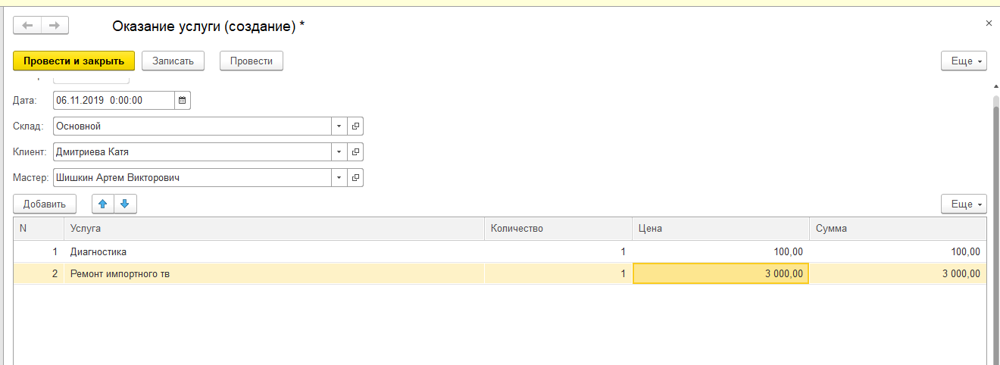 Оказание услуги (создание) *
Провести и закрыть Записать Провести Еще
Дата: 06.11.2019 0:00:00
Склад: Основной
Клиент: Дмитриева Катя
Мастер: Шишкин Артем Викторович
Добавить Еще
N Услуга Количество Цена Сумма
1 Диагностика 1 100,00 100,00
2 Ремонт импортного тв 1 3 000,00 3 000,00